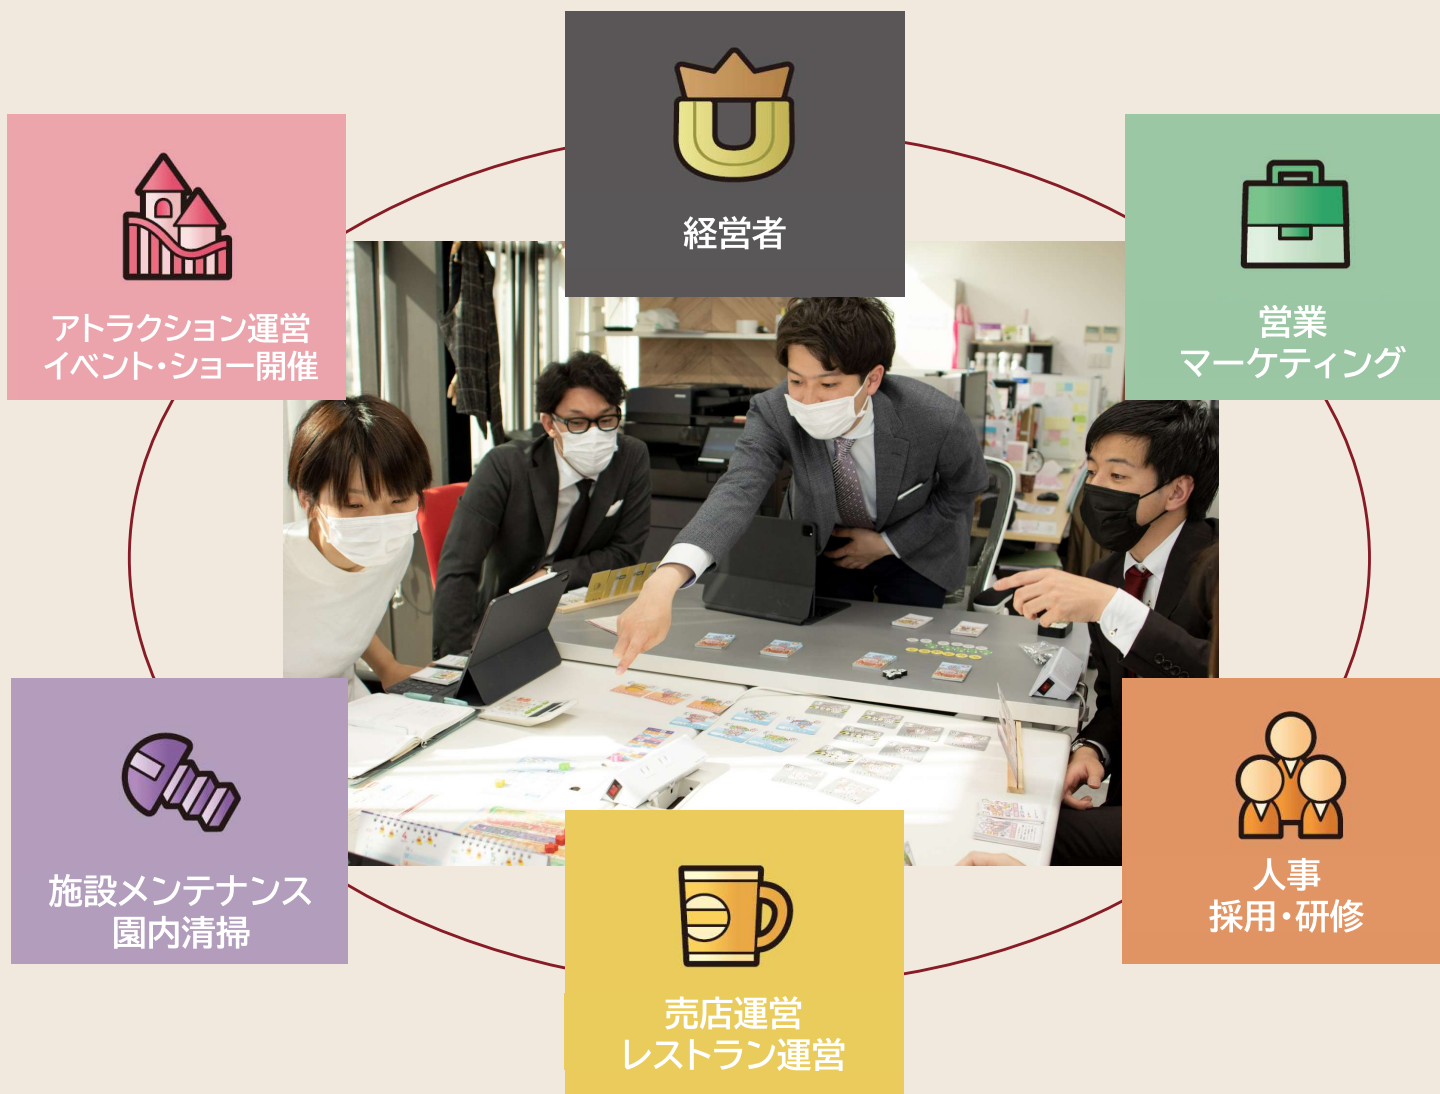 経営者
アトラクション運営
イベント・ショー開催
営業
マーケティング
施設メンテナンス
園内清掃
人事
採用・研修
売店運営
レストラン運営